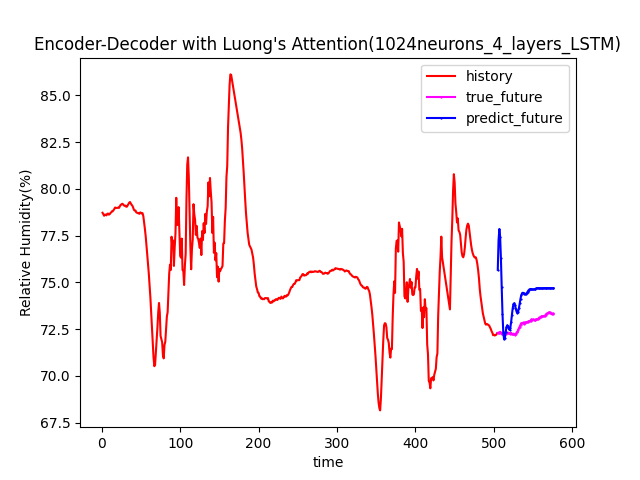 Encoder-Decoder with Luong's Attention(1024neurons_4_layers_LSTM)
history
true_future
predict_future
Relative Humidity(%)
85.0
82.5
80.0
77.5
75.0
72.5
70.0
67.5
0 100 200 300 400 500 600
time